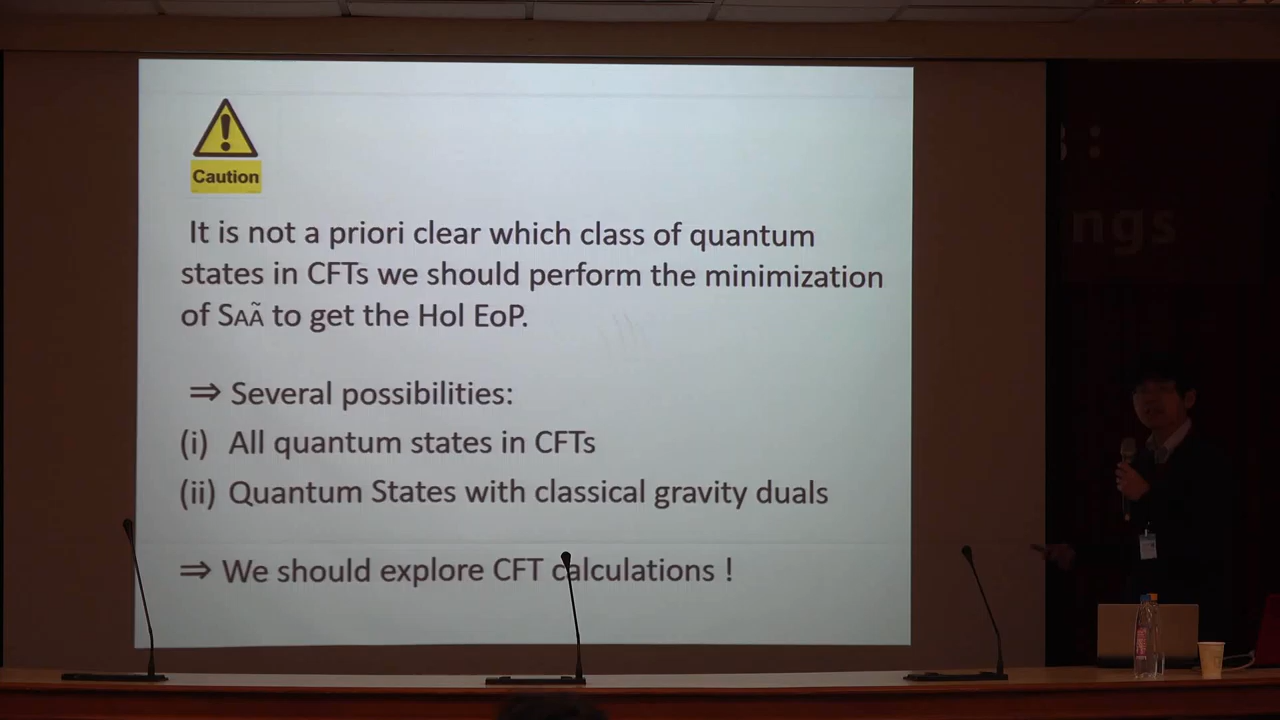 Caution
It is not a priori clear which class of quantum
states in CFTs we should perform the minimization
of SAÃ to get the Hol EoP.
⇒ Several possibilities:
(i) All quantum states in CFTs
(ii) Quantum States with classical gravity duals
⇒ We should explore CFT calculations !
ngs